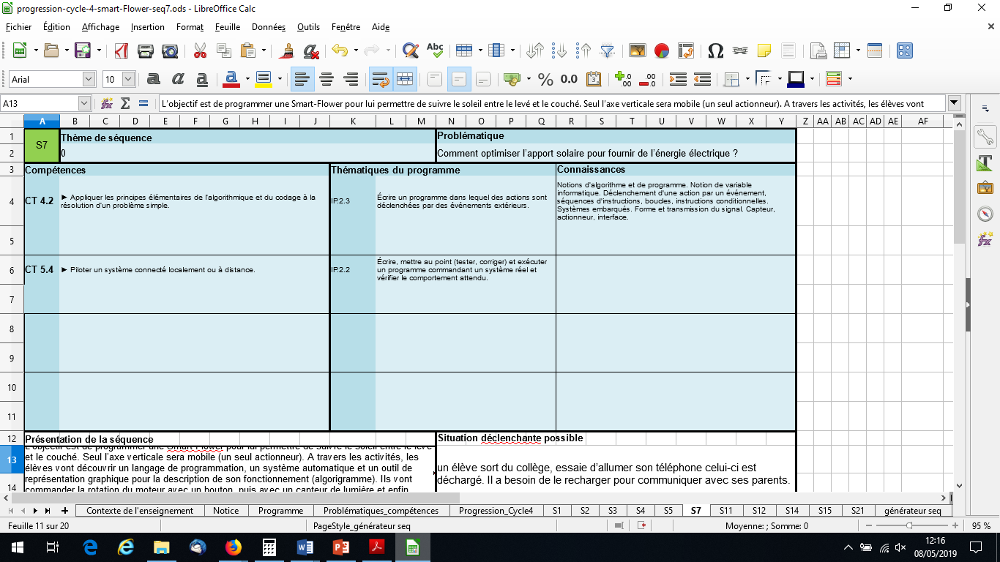 progression-cycle-4-smart-Flower-seq7.ods - LibreOffice Calc
Fichier Édition Affichage Insertion Format Feuille Données Outils Fenêtre Aide
Abc
Arial 10 a a a a % 0.0 .00 .00
A13 fx Σ = L'objectif est de programmer une Smart-Flower pour lui permettre de suivre le soleil entre le levé et le couché. Seul l'axe verticale sera mobile (un seul actionneur). A travers les activités, les élèves vont
A B C D E F G H I J K L M N O P Q R S T U V W X Y Z AA AB AC AD AE AF
1 S7 Thème de séquence Problématique
2 0 Comment optimiser l'apport solaire pour fournir de l'énergie électrique ?
3 Compétences Thématiques du programme Connaissances
4 CT 4.2 ► Appliquer les principes élémentaires de l'algorithmique et du codage à la
résolution d'un problème simple.
IP.2.3 Écrire un programme dans lequel des actions sont
déclenchées par des événements extérieurs.
Notions d'algorithme et de programme. Notion de variable
informatique. Déclenchement d'une action par un événement,
séquences d'instructions, boucles, instructions conditionnelles.
Systèmes embarqués. Forme et transmission du signal. Capteur,
actionneur, interface.
5
6 CT 5.4 ► Piloter un système connecté localement ou à distance.
IP.2.2 Écrire, mettre au point (tester, corriger) et exécuter
un programme commandant un système réel et
vérifier le comportement attendu.
7
8
9
10
11
12 Présentation de la séquence Situation déclenchante possible
13 L'objectif est de programmer une Smart-Flower pour lui permettre de suivre le soleil entre le levé
et le couché. Seul l'axe verticale sera mobile (un seul actionneur). A travers les activités, les
élèves vont découvrir un langage de programmation, un système automatique et un outil de
représentation graphique pour la description de son fonctionnement (algorigramme). Ils vont
14 commander la rotation du moteur avec un bouton, puis avec un capteur de lumière et enfin
un élève sort du collège, essaie d'allumer son téléphone celui-ci est
déchargé. Il a besoin de le recharger pour communiquer avec ses parents.
Contexte de l'enseignement Notice Programme Problématiques_compétences Progression_Cycle4 S1 S2 S3 S4 S5 S7 S11 S12 S14 S15 S21 générateur seq
Feuille 11 sur 20 PageStyle_générateur seq Moyenne: ; Somme: 0 95 %
12:16
08/05/2019